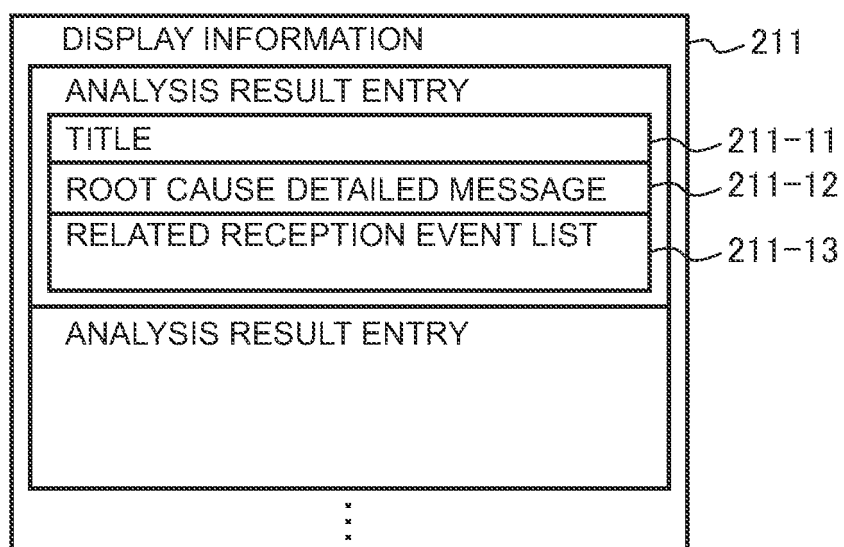 DISPLAY INFORMATION 211
ANALYSIS RESULT ENTRY
TITLE 211-11
ROOT CAUSE DETAILED MESSAGE 211-12
RELATED RECEPTION EVENT LIST 211-13
ANALYSIS RESULT ENTRY